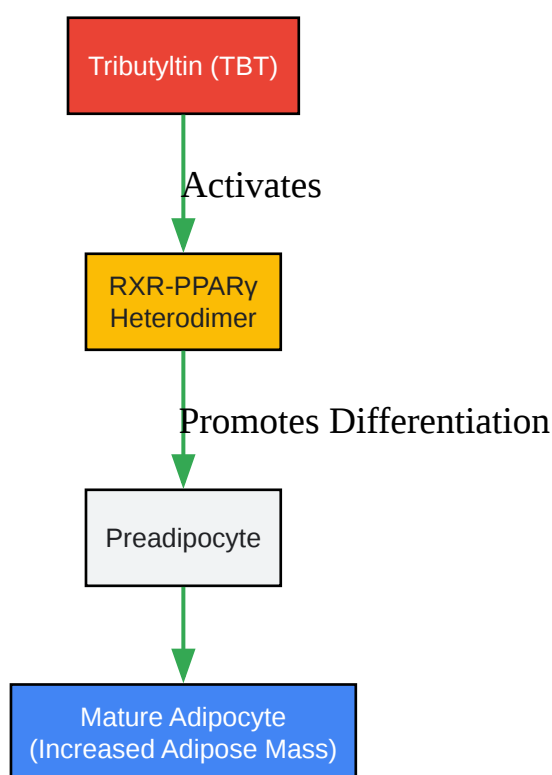 Tributyltin (TBT)
Activates
RXR-PPARγ
Heterodimer
Promotes Differentiation
Preadipocyte
Mature Adipocyte
(Increased Adipose Mass)